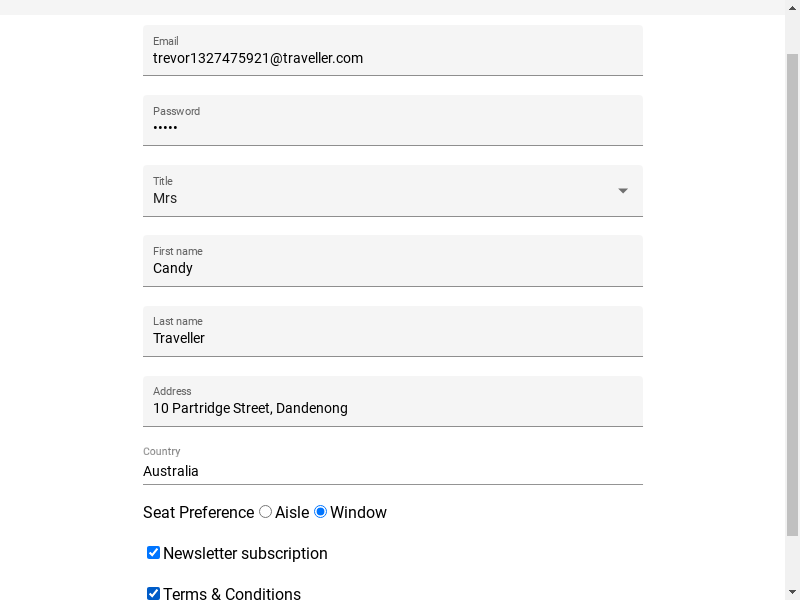 Email
trevor1327475921@traveller.com
Password
•••••
Title
Mrs
First name
Candy
Last name
Traveller
Address
10 Partridge Street, Dandenong
Country
Australia
Seat Preference Aisle Window
Newsletter subscription
Terms & Conditions